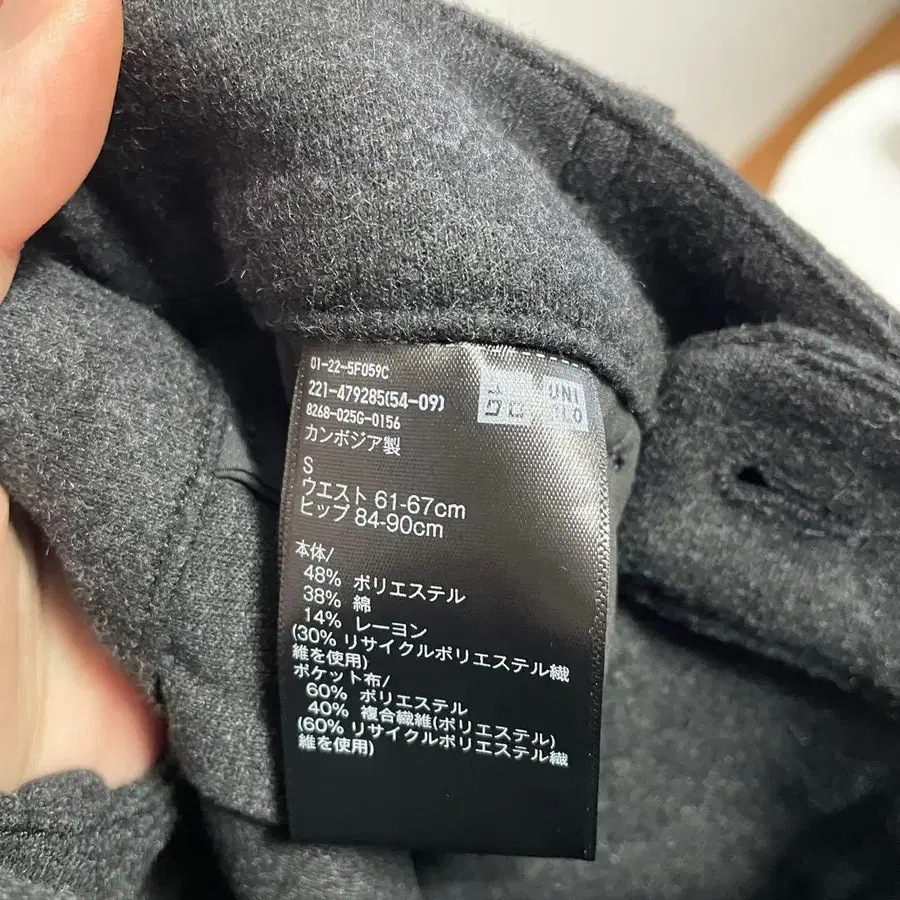 01-22-5F059C
221-479285(54-09)
8268-025G-0156
カンボジア製
S
ウエスト 61-67cm
ヒップ 84-90cm
本体/
48% ポリエステル
38% 綿
14% レーヨン
(30% リサイクルポリエステル繊
維を使用)
ポケット布/
60% ポリエステル
40% 複合繊維(ポリエステル)
(60% リサイクルポリエステル繊
維を使用)
UNI